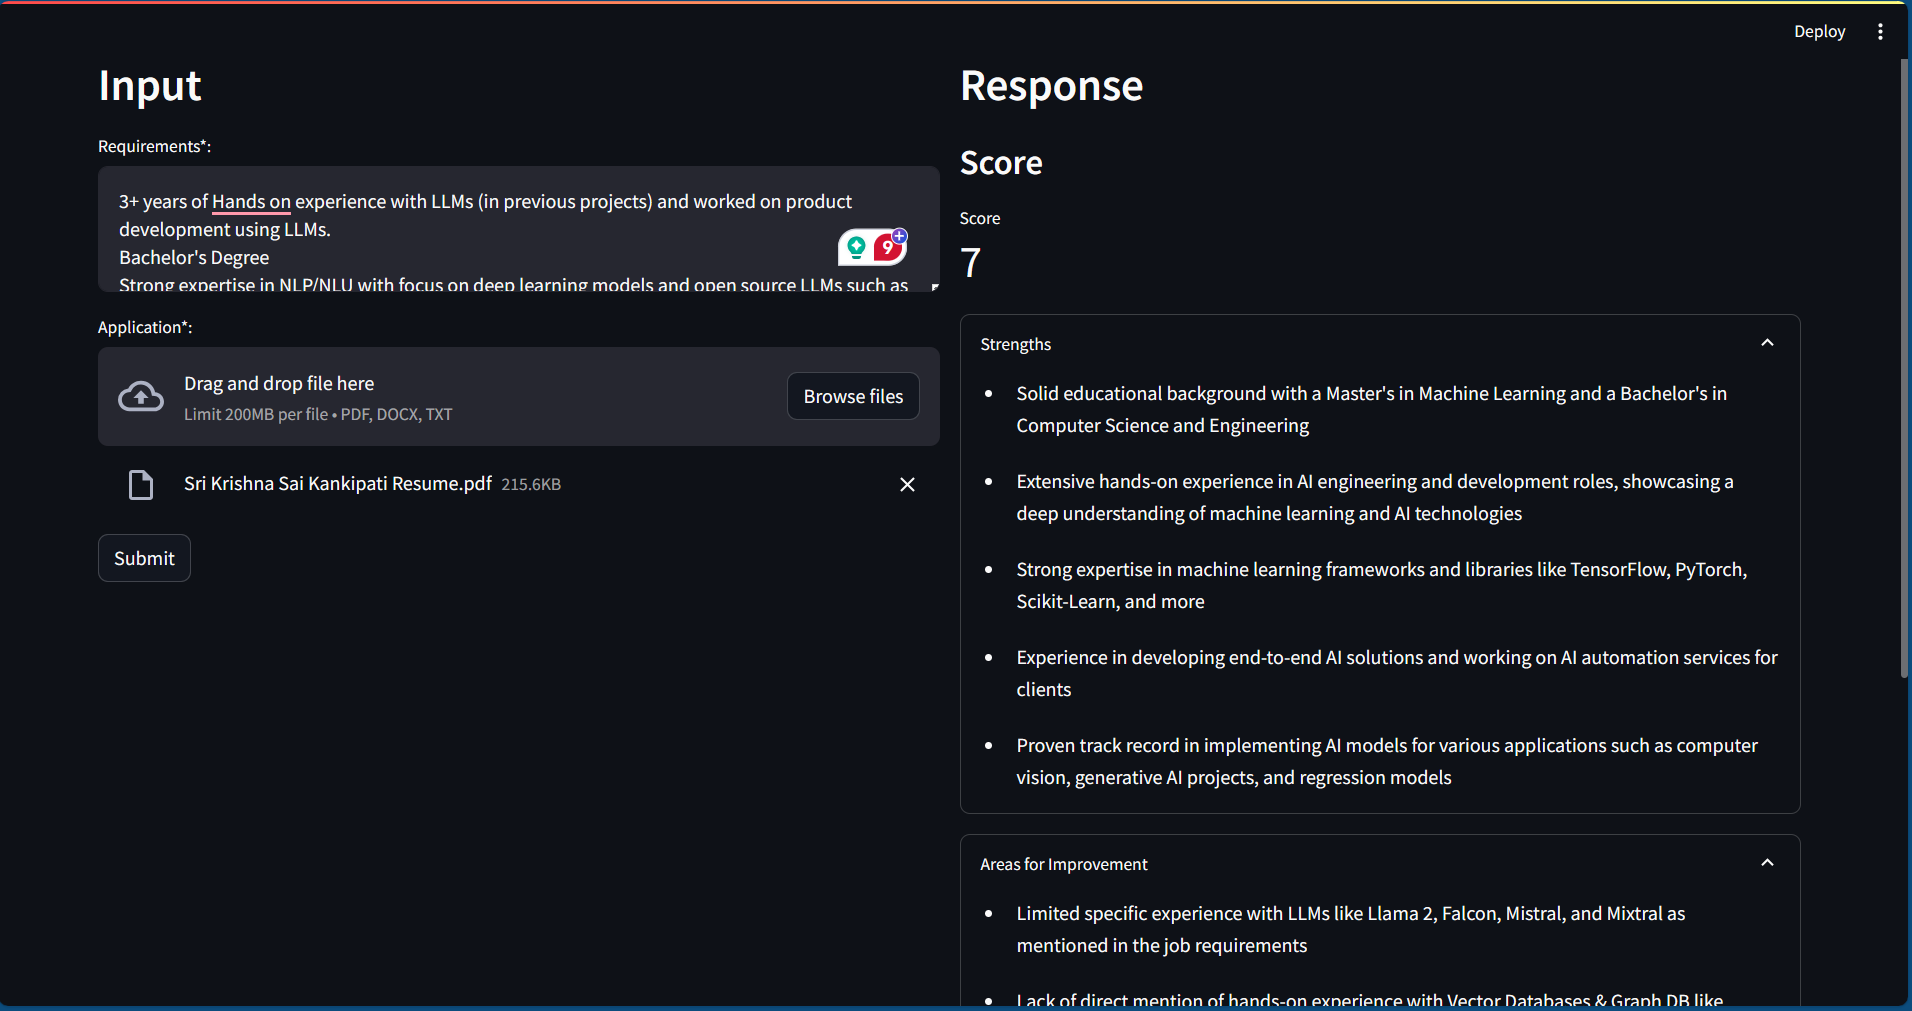 Deploy
Input
Requirements*:
3+ years of Hands on experience with LLMs (in previous projects) and worked on product
development using LLMs.
Bachelor's Degree
Strong expertise in NLP/NLU with focus on deep learning models and open source LLMs such as
9
Application*:
Drag and drop file here
Limit 200MB per file • PDF, DOCX, TXT
Browse files
Sri Krishna Sai Kankipati Resume.pdf 215.6KB
Submit
Response
Score
Score
7
Strengths
• Solid educational background with a Master's in Machine Learning and a Bachelor's in
Computer Science and Engineering
• Extensive hands-on experience in AI engineering and development roles, showcasing a
deep understanding of machine learning and AI technologies
• Strong expertise in machine learning frameworks and libraries like TensorFlow, PyTorch,
Scikit-Learn, and more
• Experience in developing end-to-end AI solutions and working on AI automation services for
clients
• Proven track record in implementing AI models for various applications such as computer
vision, generative AI projects, and regression models
Areas for Improvement
• Limited specific experience with LLMs like Llama 2, Falcon, Mistral, and Mixtral as
mentioned in the job requirements
• Lack of direct mention of hands-on experience with Vector Databases & Graph DB like